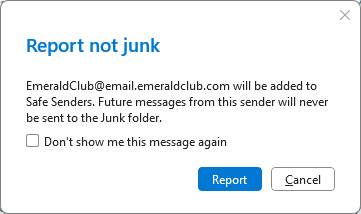 Report not junk
EmeraldClub@email.emeraldclub.com will be added to
Safe Senders. Future messages from this sender will never
be sent to the Junk folder.
Don't show me this message again
Report
Cancel